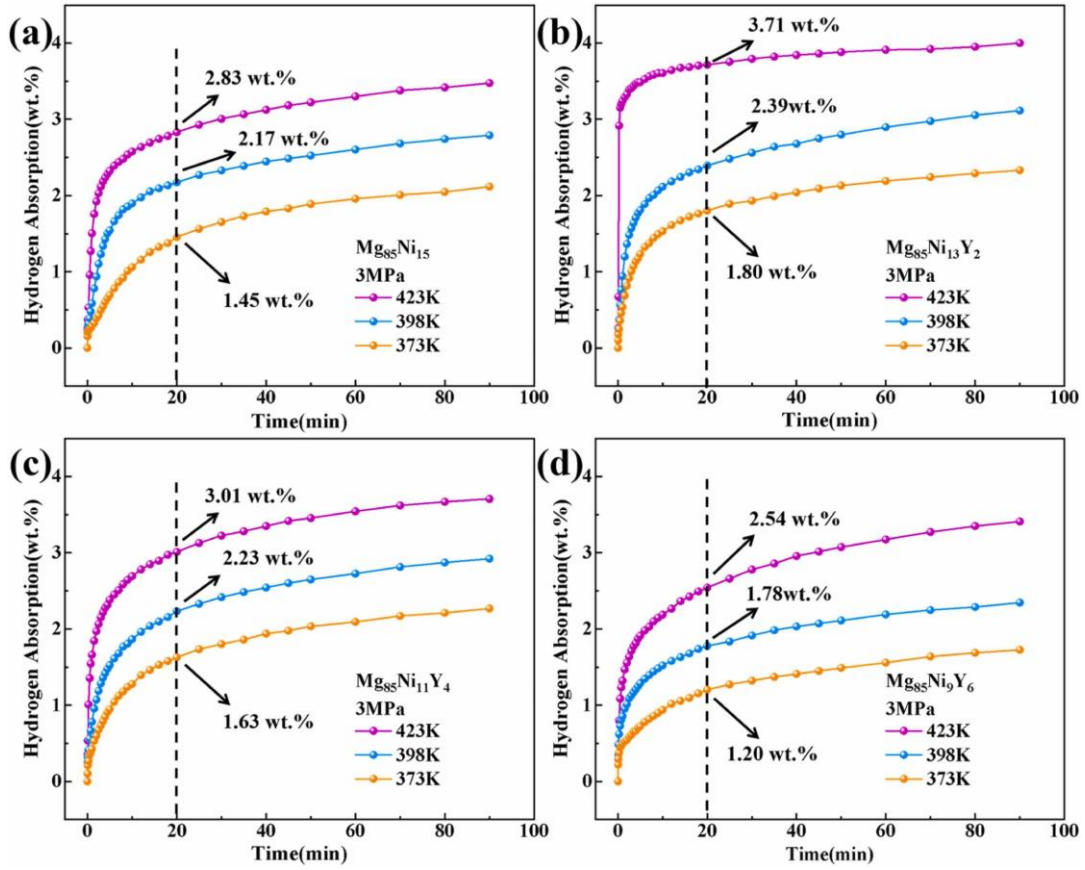 (a)
Hydrogen Absorption(wt.%)
4
3
2
1
0
2.83 wt.%
2.17 wt.%
1.45 wt.%
Mg₈₅Ni₁₅
3MPa
423K
398K
373K
0 20 40 60 80 100
Time(min)
(b)
Hydrogen Absorption(wt.%)
4
3
2
1
0
3.71 wt.%
2.39wt.%
1.80 wt.%
Mg₈₅Ni₁₃Y₂
3MPa
423K
398K
373K
0 20 40 60 80 100
Time(min)
(c)
Hydrogen Absorption(wt.%)
4
3
2
1
0
3.01 wt.%
2.23 wt.%
1.63 wt.%
Mg₈₅Ni₁₁Y₄
3MPa
423K
398K
373K
0 20 40 60 80 100
Time(min)
(d)
Hydrogen Absorption(wt.%)
4
3
2
1
0
2.54 wt.%
1.78wt.%
1.20 wt.%
Mg₈₅Ni₉Y₆
3MPa
423K
398K
373K
0 20 40 60 80 100
Time(min)